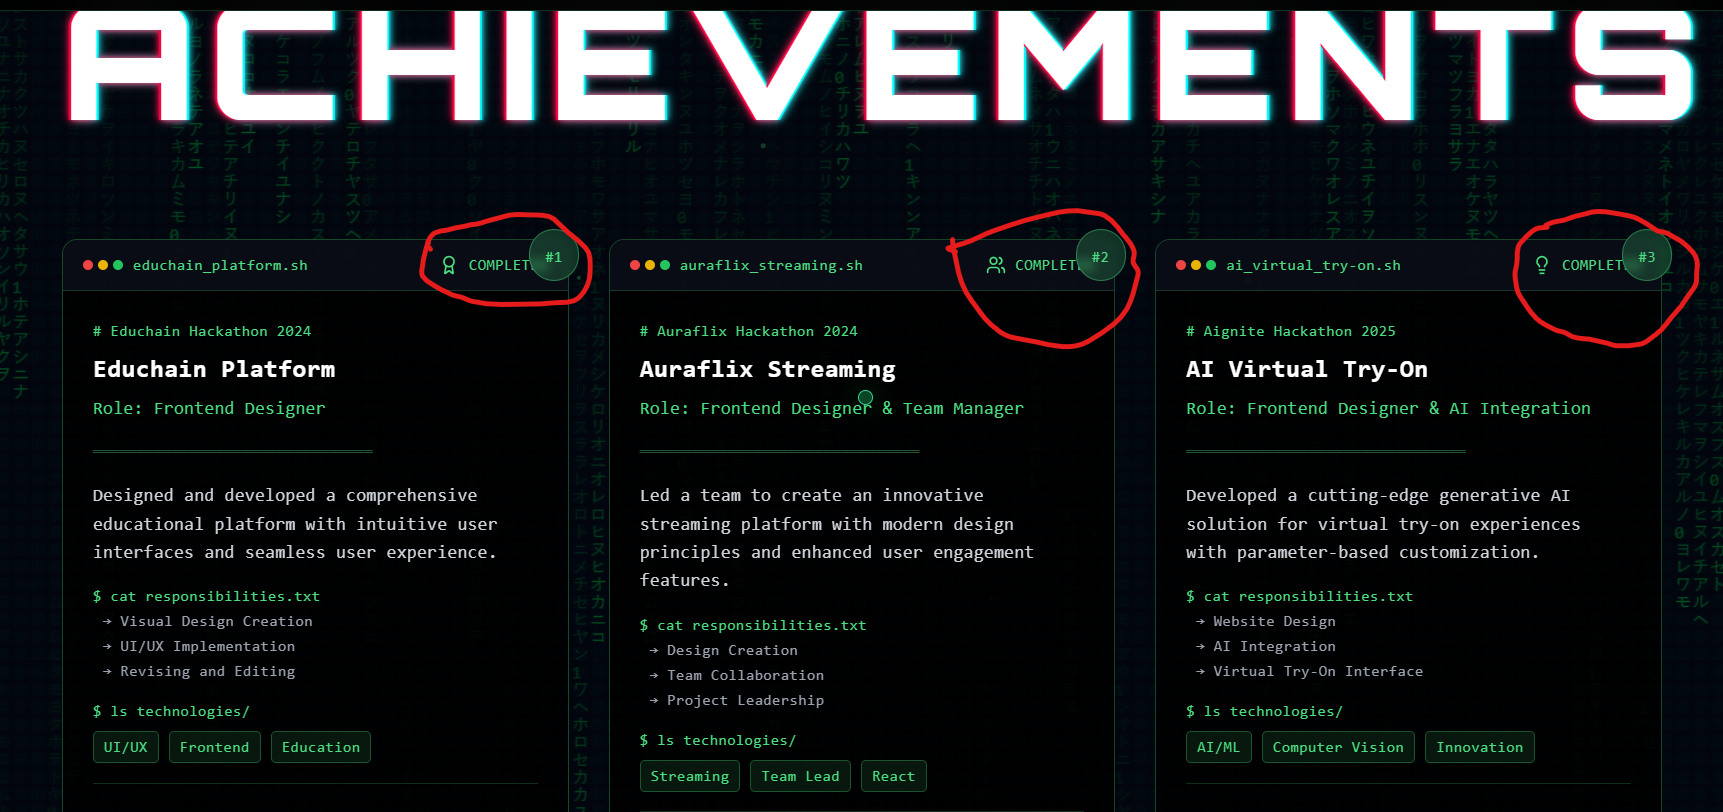 ACHIEVEMENTS
educhain_platform.sh COMPLET #1
# Educhain Hackathon 2024
Educhain Platform
Role: Frontend Designer
Designed and developed a comprehensive
educational platform with intuitive user
interfaces and seamless user experience.
$ cat responsibilities.txt
→ Visual Design Creation
→ UI/UX Implementation
→ Revising and Editing
$ ls technologies/
UI/UX Frontend Education
auraflix_streaming.sh COMPLET #2
# Auraflix Hackathon 2024
Auraflix Streaming
Role: Frontend Designer & Team Manager
Led a team to create an innovative
streaming platform with modern design
principles and enhanced user engagement
features.
$ cat responsibilities.txt
→ Design Creation
→ Team Collaboration
→ Project Leadership
$ ls technologies/
Streaming Team Lead React
ai_virtual_try-on.sh COMPLET #3
# Aignite Hackathon 2025
AI Virtual Try-On
Role: Frontend Designer & AI Integration
Developed a cutting-edge generative AI
solution for virtual try-on experiences
with parameter-based customization.
$ cat responsibilities.txt
→ Website Design
→ AI Integration
→ Virtual Try-On Interface
$ ls technologies/
AI/ML Computer Vision Innovation